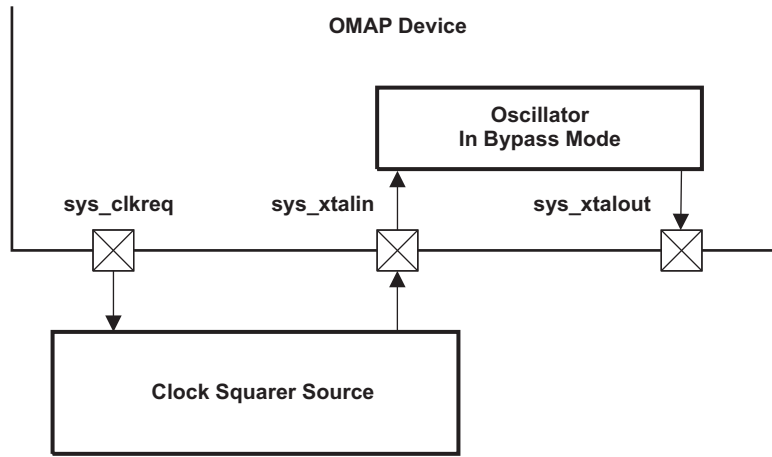 OMAP Device
Oscillator
In Bypass Mode
sys_clkreq
sys_xtalin
sys_xtalout
Clock Squarer Source